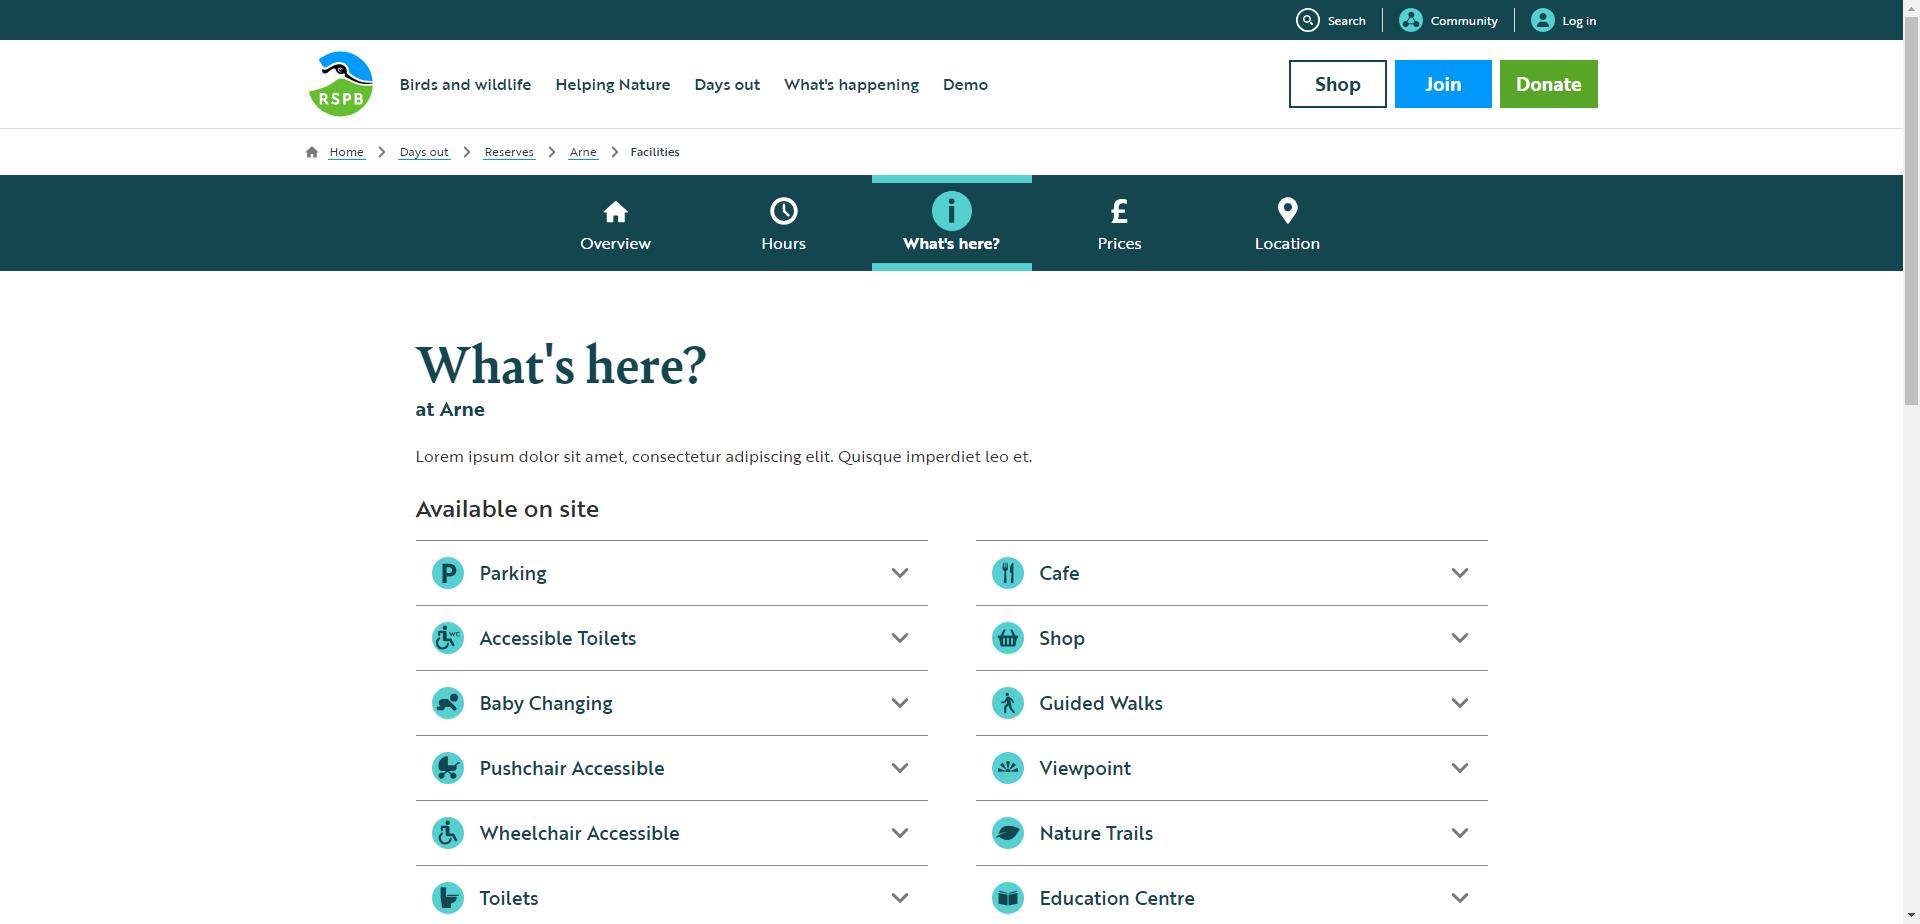 Search
Community
Log in
RSPB
Birds and wildlife
Helping Nature
Days out
What's happening
Demo
Shop
Join
Donate
Home
Days out
Reserves
Arne
Facilities
Overview
Hours
What's here?
£
Prices
Location
What's here?
at Arne
Lorem ipsum dolor sit amet, consectetur adipiscing elit. Quisque imperdiet leo et.
Available on site
P
Parking
WC
Accessible Toilets
Baby Changing
Pushchair Accessible
Wheelchair Accessible
Toilets
Cafe
Shop
Guided Walks
Viewpoint
Nature Trails
Education Centre